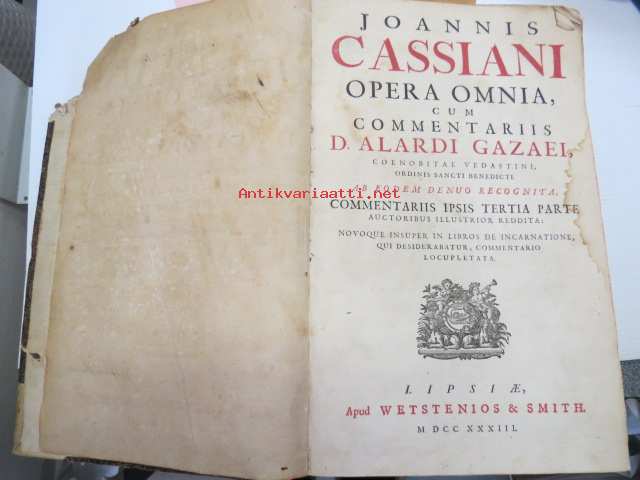 JOANNIS
CASSIANI
OPERA OMNIA,
CUM
COMMENTARIIS
D. ALARDI GAZAEI,
COENOBITAE VEDASTINI,
ORDINIS SANCTI BENEDICTI
AB EODEM DENUO RECOGNITA,
Antikvariaatti.net
COMMENTARIIS IPSIS TERTIA PARTE
AUCTORIBUS ILLUSTRIOR REDDITA:
NOVOQUE INSUPER IN LIBROS DE INCARNATIONE,
QUI DESIDERABATUR, COMMENTARIO
LOCUPLETATA.
LIPSIÆ,
Apud WETSTENIOS & SMITH.
M DCC XXXIII.